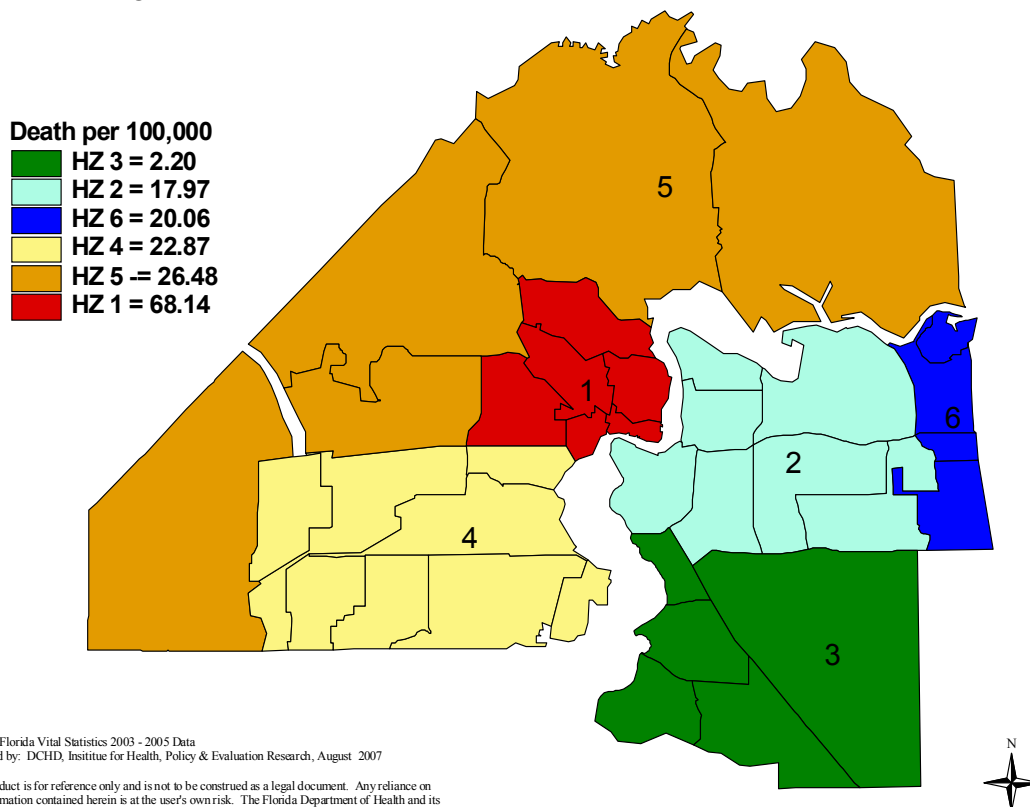 Death per 100,000
HZ 3 = 2.20
HZ 2 = 17.97
HZ 6 = 20.06
HZ 4 = 22.87
HZ 5 -= 26.48
HZ 1 = 68.14
5
1
6
2
4
3
Florida Vital Statistics 2003 - 2005 Data
d by: DCHD, Insititue for Health, Policy & Evaluation Research, August 2007
duct is for reference only and is not to be construed as a legal document. Any reliance on
mation contained herein is at the user's own risk. The Florida Department of Health and its
N